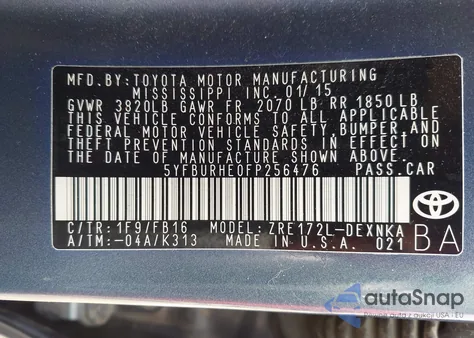 MFD.BY:TOYOTA MOTOR MANUFACTURING
MISSISSIPPI INC. 01/15
GVWR 3820LB GAWR FR 2070 LB RR 1850LB
THIS VEHICLE CONFORMS TO ALL APPLICABLE
FEDERAL MOTOR VEHICLE SAFETY, BUMPER, AND
THEFT PREVENTION STANDARDS IN EFFECT ON
THE DATE OF MANUFACTURE SHOWN ABOVE.
5YFBURHE0FP256476 PASS.CAR
C/TR:1F9/FB16 MODEL:ZRE172L-DEXNKA
A/TM:-04A/K313 MADE IN U.S.A. 021
BA
TOYOTA
autoSnap